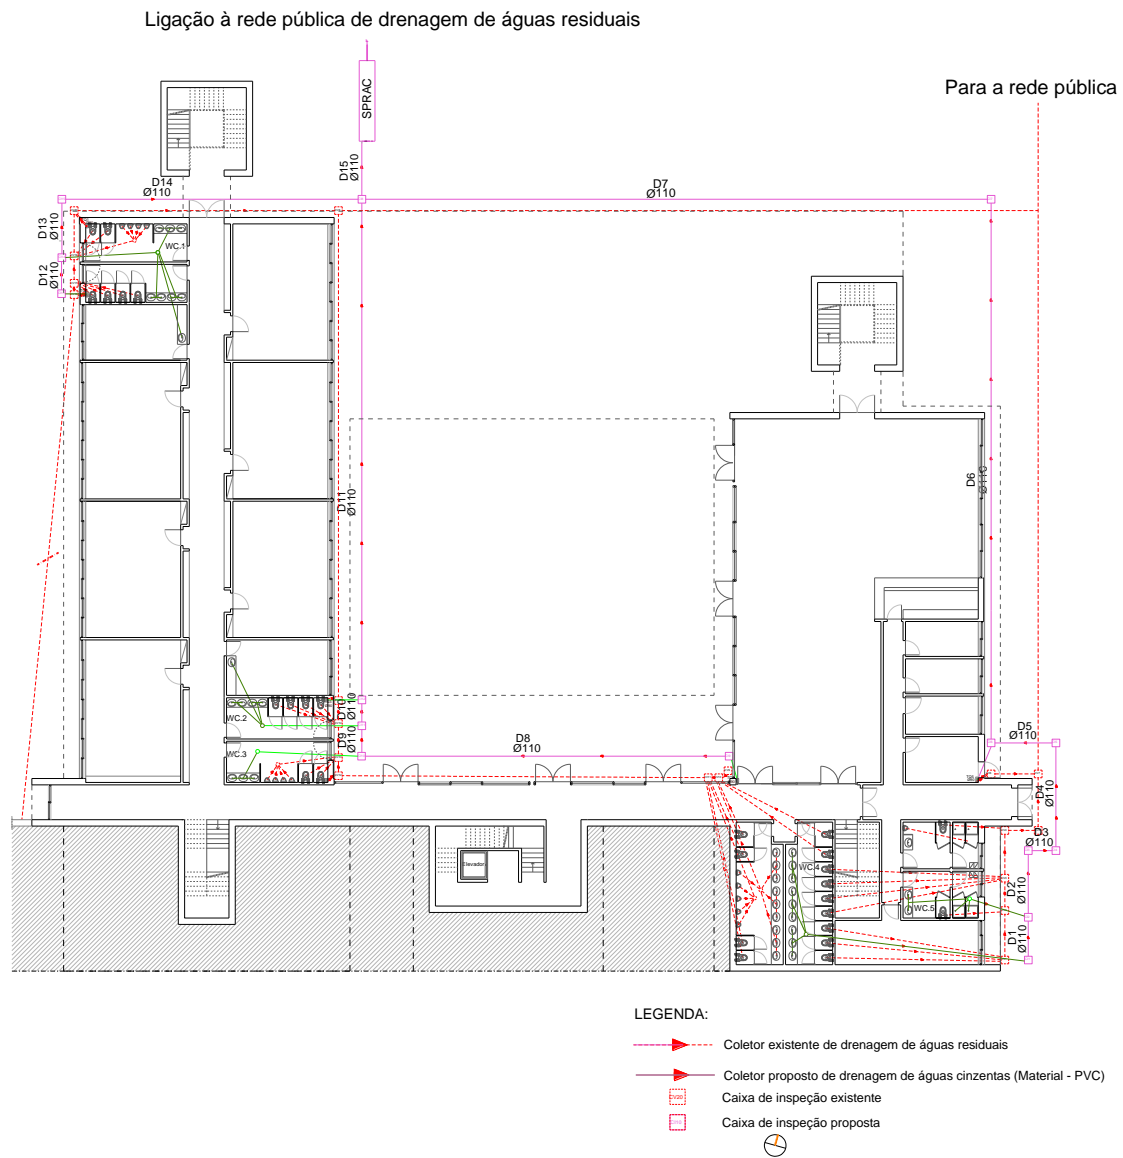 Ligação à rede pública de drenagem de águas residuais
SPRAC
Para a rede pública
D15
Ø110
D14
Ø110
D7
Ø110
D13
Ø110
D12
Ø110
WC.1
D11
Ø110
D6
Ø110
D10
Ø110
WC.2
D9
Ø110
WC.3
D8
Ø110
D5
Ø110
D4
Ø110
D3
Ø110
Elevador
WC.4
WC.5
D2
Ø110
D1
Ø110
LEGENDA:
Coletor existente de drenagem de águas residuais
Coletor proposto de drenagem de águas cinzentas (Material - PVC)
Caixa de inspeção existente
Caixa de inspeção proposta